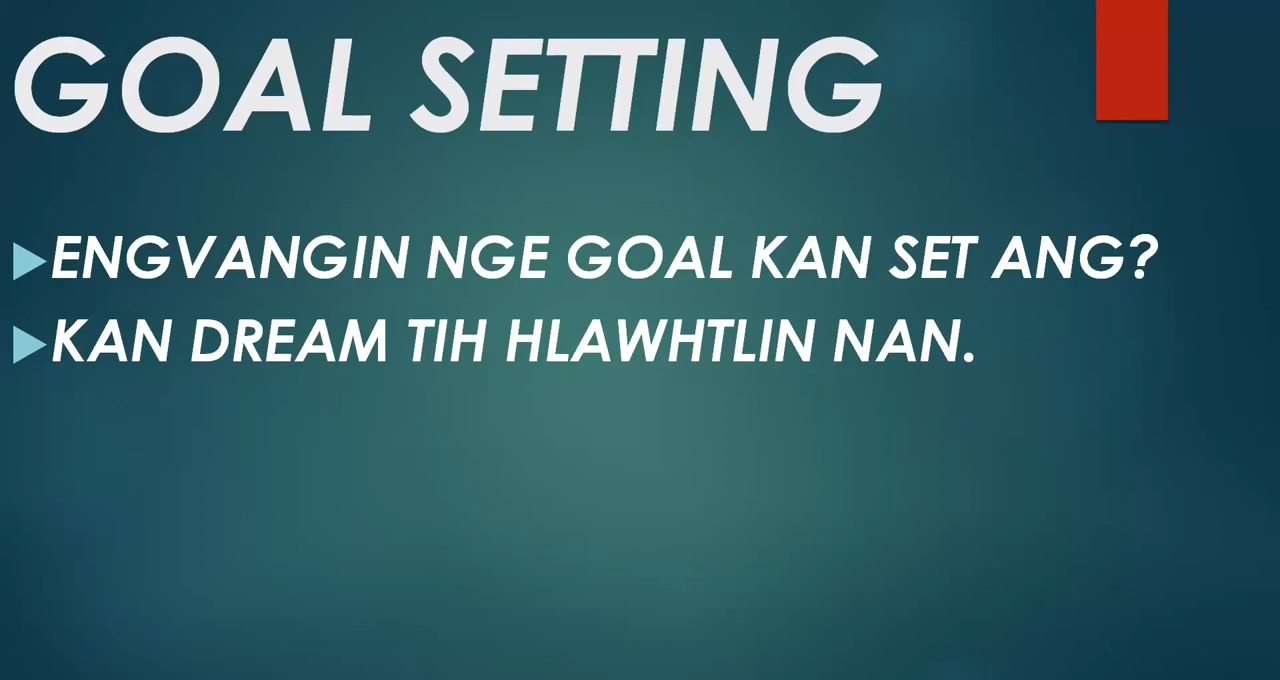 GOAL SETTING
ENGVANGIN NGE GOAL KAN SET ANG?
KAN DREAM TIH HLAWHTLIN NAN.